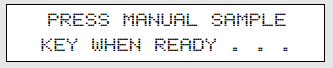 PRESS MANUAL SAMPLE
KEY WHEN READY . . .